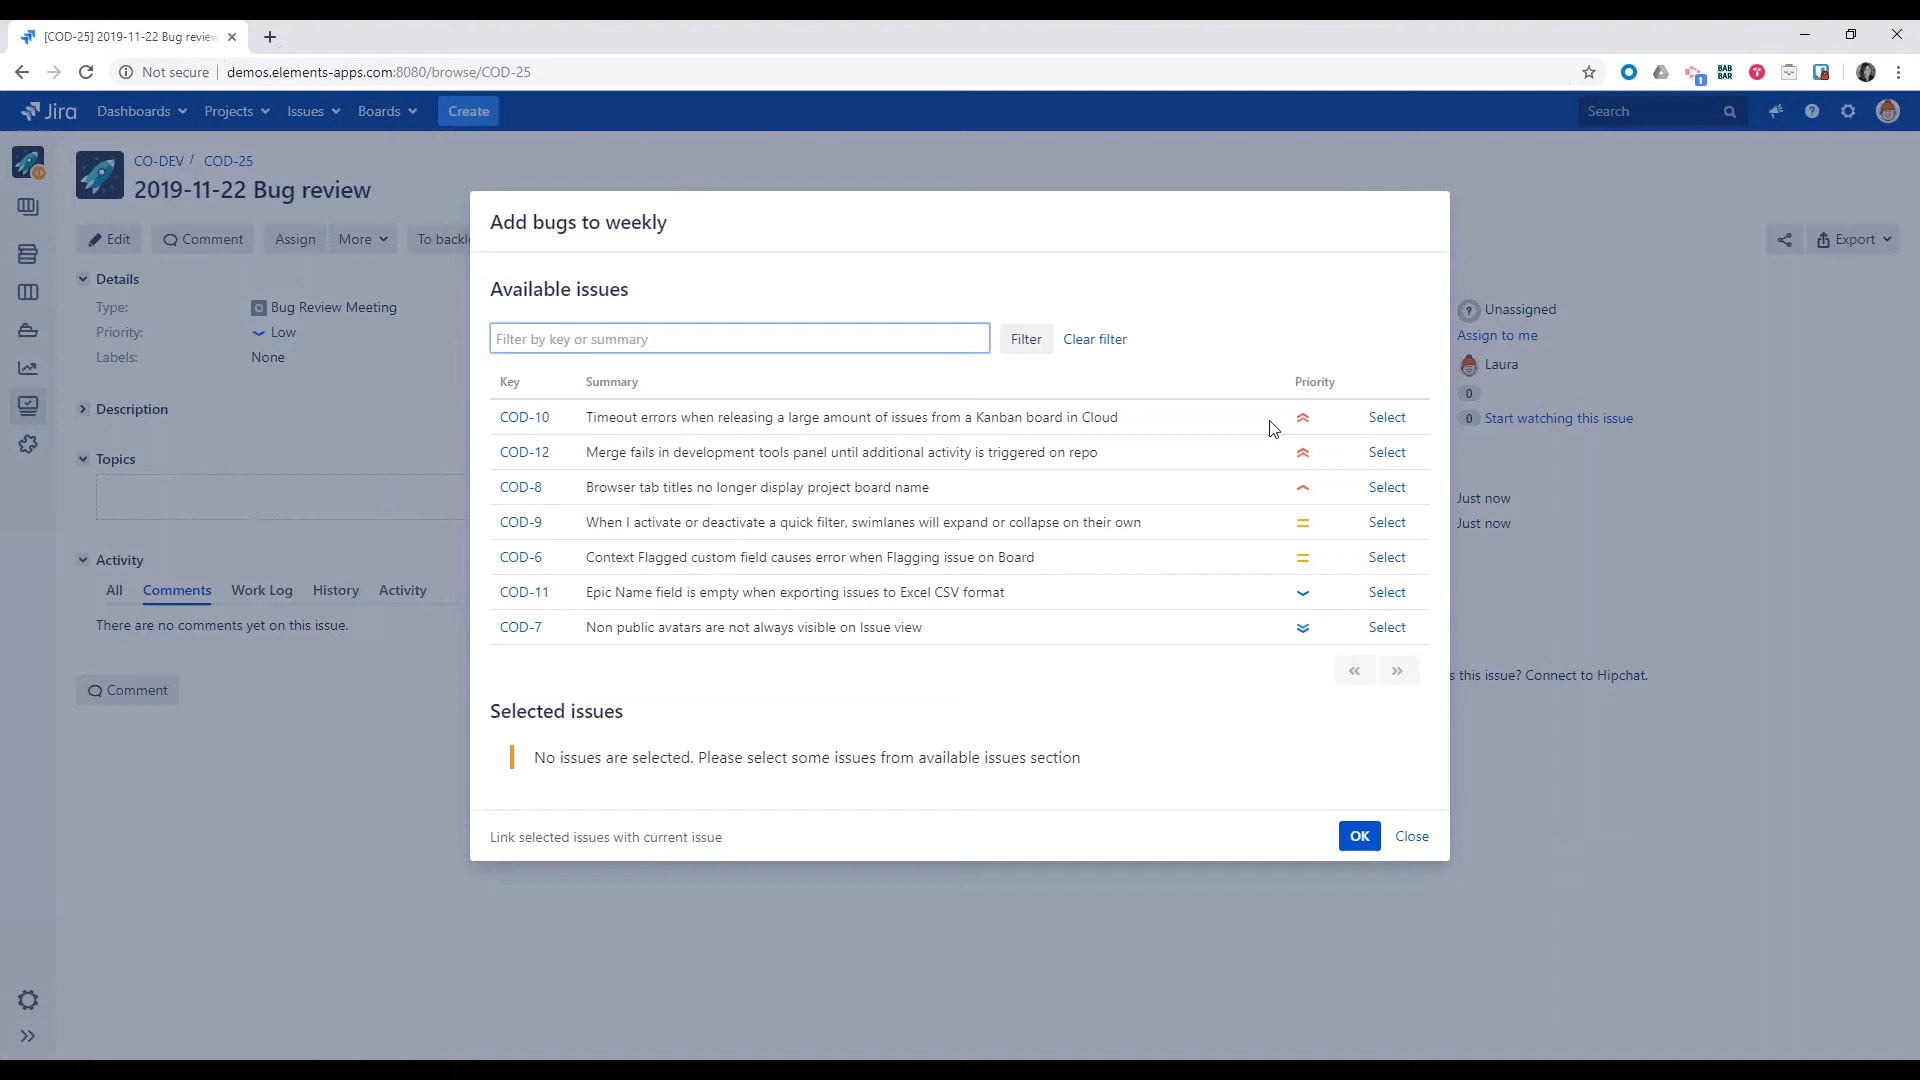 [COD-25] 2019-11-22 Bug review
Not secure
demos.elements-apps.com:8080/browse/COD-25
1
BAB
BAR
Jira
Dashboards
Projects
Issues
Boards
Create
Search
CO-DEV / COD-25
2019-11-22 Bug review
Edit
Comment
Assign
More
To backl
Export
Details
Type:
Bug Review Meeting
Priority:
Low
Labels:
None
Description
Topics
Activity
All
Comments
Work Log
History
Activity
There are no comments yet on this issue.
Comment
Add bugs to weekly
Available issues
Filter by key or summary
Filter
Clear filter
Key Summary Priority
COD-10 Timeout errors when releasing a large amount of issues from a Kanban board in Cloud Select
COD-12 Merge fails in development tools panel until additional activity is triggered on repo Select
COD-8 Browser tab titles no longer display project board name Select
COD-9 When I activate or deactivate a quick filter, swimlanes will expand or collapse on their own Select
COD-6 Context Flagged custom field causes error when Flagging issue on Board Select
COD-11 Epic Name field is empty when exporting issues to Excel CSV format Select
COD-7 Non public avatars are not always visible on Issue view Select
Selected issues
No issues are selected. Please select some issues from available issues section
Link selected issues with current issue
OK
Close
Unassigned
Assign to me
Laura
0
0 Start watching this issue
Just now
Just now
s this issue? Connect to Hipchat.